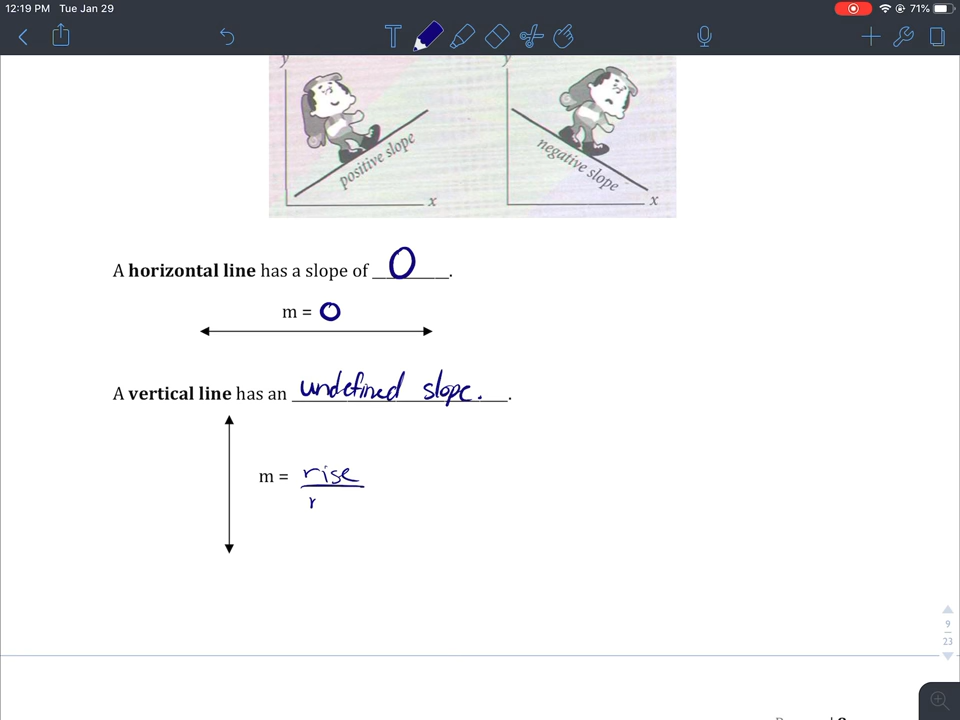 12:19 PM Tue Jan 29 71%
T
y y
positive slope negative slope
x x
A horizontal line has a slope of 0.
m = 0
A vertical line has an undefined slope.
m = rise
r
9
23